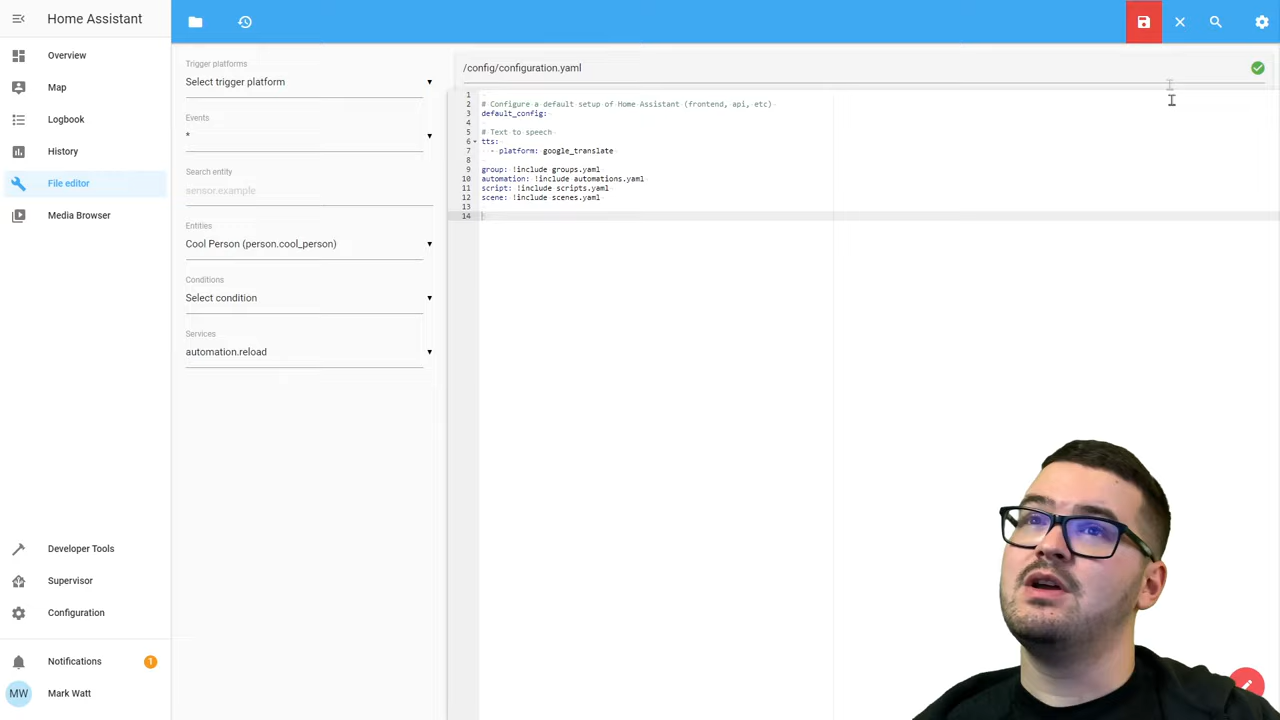 Home Assistant
Overview
Map
Logbook
History
File editor
Media Browser
Developer Tools
Supervisor
Configuration
Notifications 1
MW Mark Watt
Trigger platforms
Select trigger platform
Events
*
Search entity
sensor.example
Entities
Cool Person (person.cool_person)
Conditions
Select condition
Services
automation.reload
/config/configuration.yaml
1
2 # Configure a default setup of Home Assistant (frontend, api, etc)
3 default_config:
4
5 # Text to speech
6 tts:
7 - platform: google_translate
8
9 group: !include groups.yaml
10 automation: !include automations.yaml
11 script: !include scripts.yaml
12 scene: !include scenes.yaml
13
14